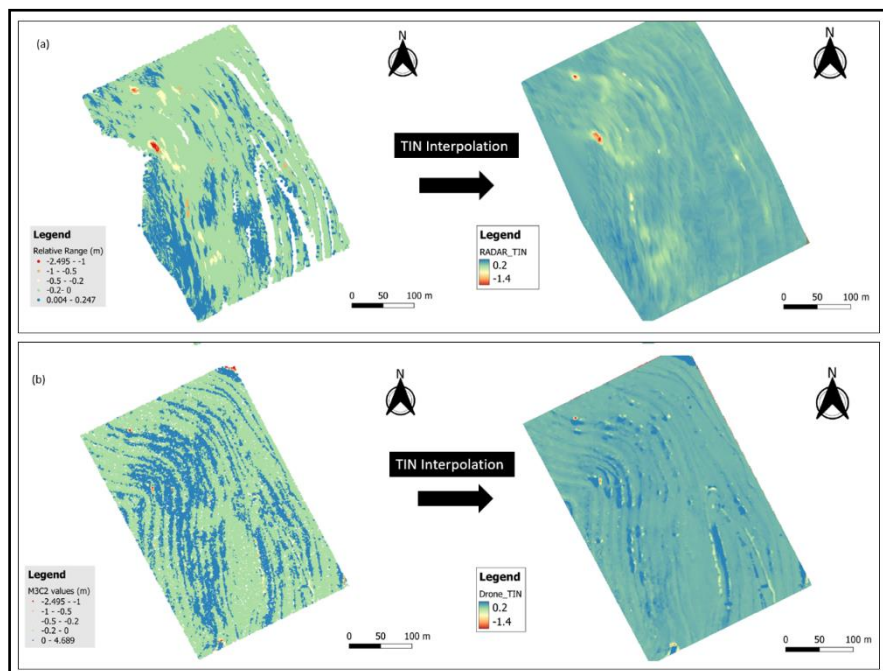 (a)
N
N
TIN Interpolation
Legend
Relative Range (m)
-2.495 - -1
-1 - -0.5
-0.5 - -0.2
-0.2- 0
0.004 - 0.247
0 50 100 m
Legend
RADAR_TIN
0.2
-1.4
0 50 100 m
(b)
N
N
TIN Interpolation
Legend
M3C2 values (m)
-2.495 - -1
-1 - -0.5
-0.5 - -0.2
-0.2 - 0
0 - 4.689
0 50 100 m
Legend
Drone_TIN
0.2
-1.4
0 50 100 m